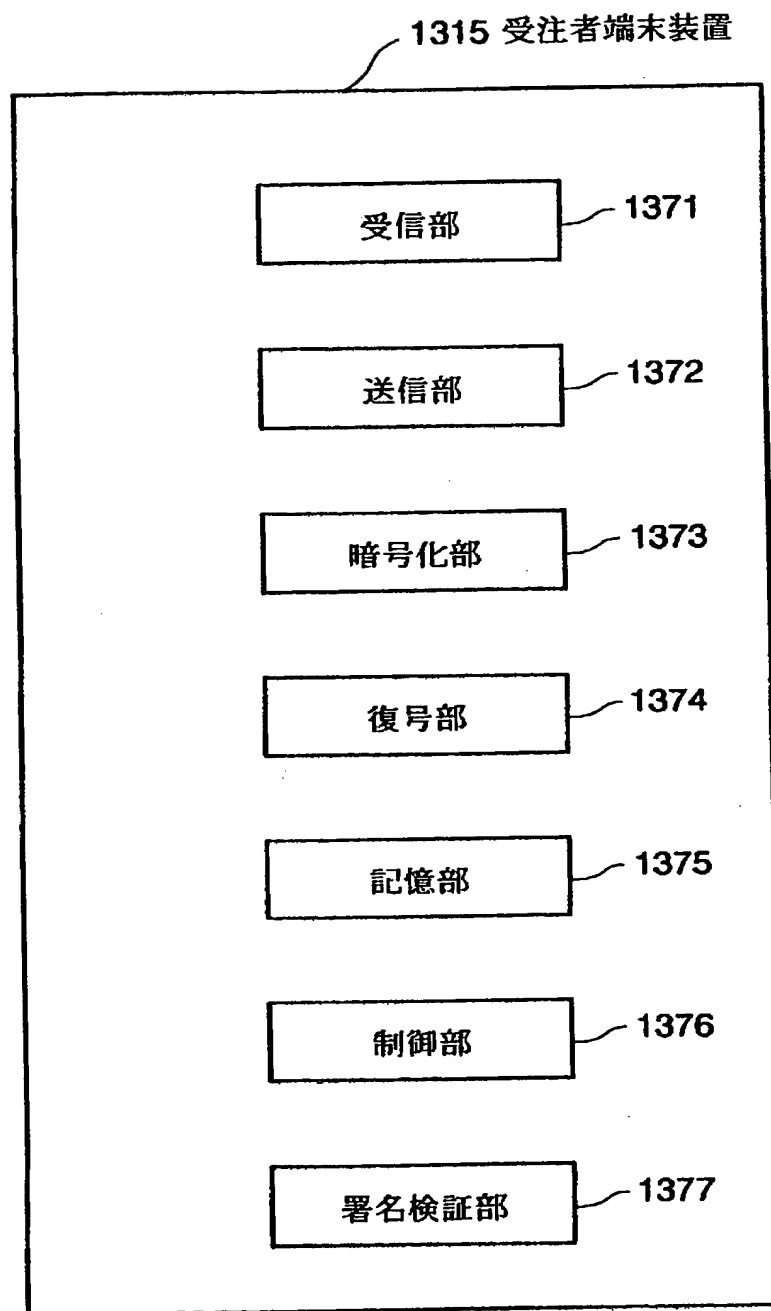 1315 受注者端末装置
受信部 1371
送信部 1372
暗号化部 1373
復号部 1374
記憶部 1375
制御部 1376
署名検証部 1377